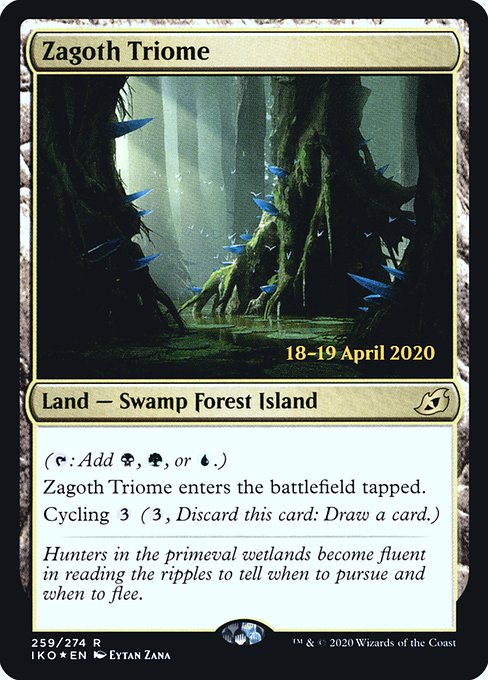 Zagoth Triome
18–19 April 2020
Land — Swamp Forest Island
( : Add , , or .)
Zagoth Triome enters the battlefield tapped.
Cycling 3 (3, Discard this card: Draw a card.)
Hunters in the primeval wetlands become fluent
in reading the ripples to tell when to pursue and
when to flee.
259/274 R
IKO EN EYTAN ZANA
™ & © 2020 Wizards of the Coast